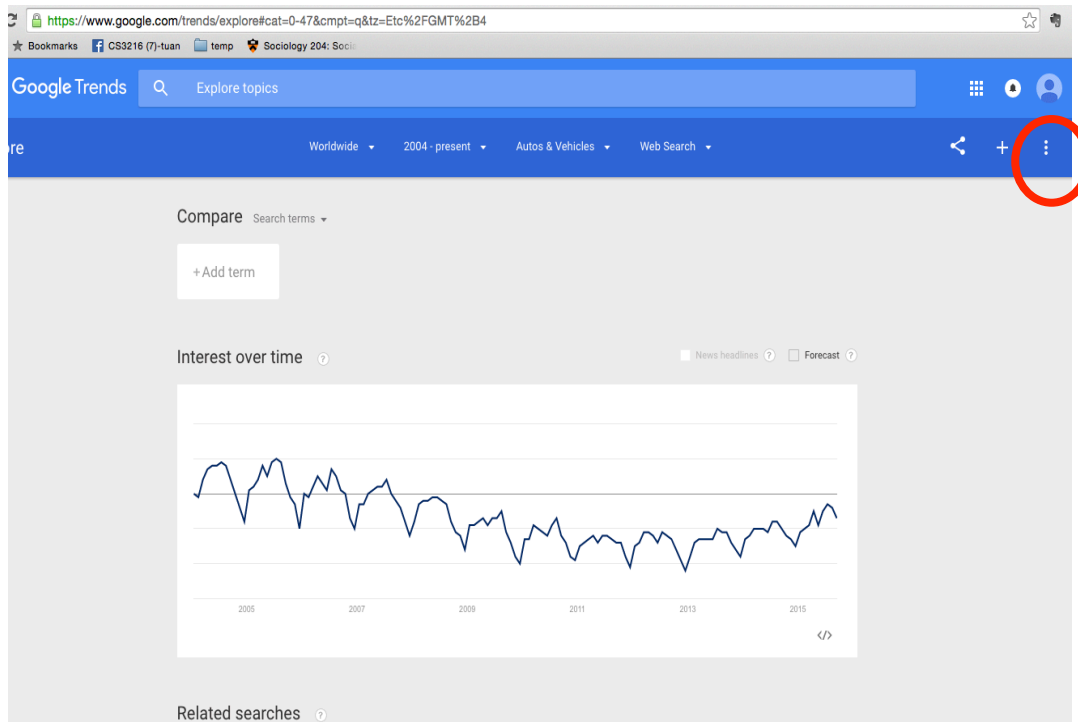 https://www.google.com/trends/explore#cat=0-47&cmpt=q&tz=Etc%2FGMT%2B4
Bookmarks CS3216 (7)-tuan temp Sociology 204: Soci
Google Trends Explore topics
ore Worldwide 2004 - present Autos & Vehicles Web Search +
Compare Search terms
+Add term
Interest over time ? News headlines ? Forecast ?
2005 2007 2009 2011 2013 2015
</>
Related searches ?